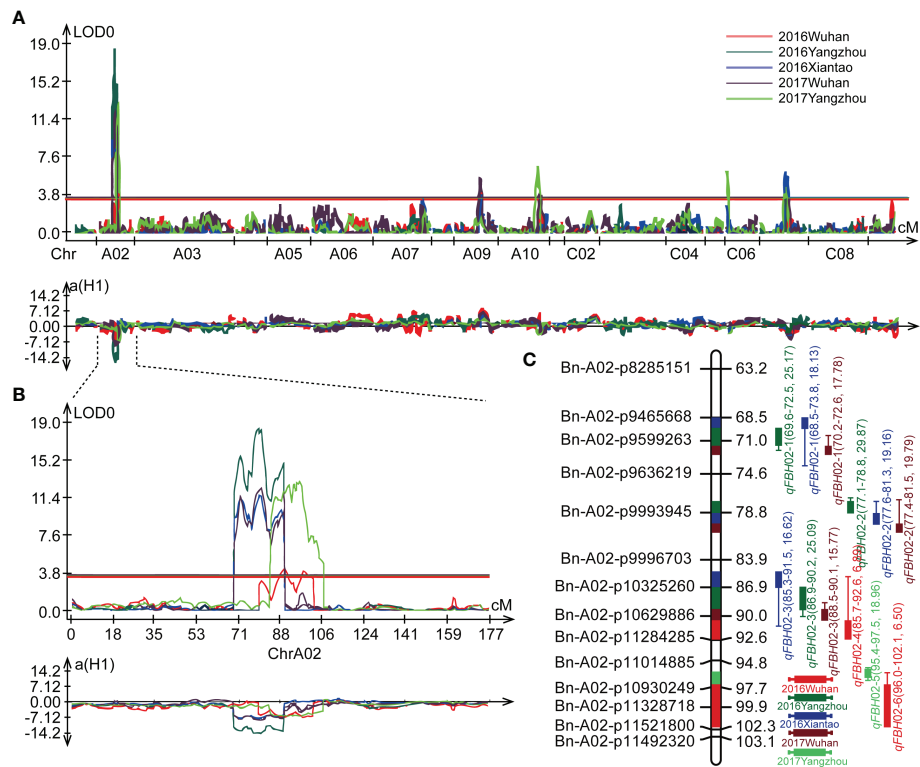 A
LOD0
19.0
15.2
11.4
7.6
3.8
0.0
2016Wuhan
2016Yangzhou
2016Xiantao
2017Wuhan
2017Yangzhou
cM
Chr A02 A03 A05 A06 A07 A09 A10 C02 C04 C06 C08
a(H1)
14.2
7.12
0.00
-7.12
-14.2
B
LOD0
19.0
15.2
11.4
7.6
3.8
0.0
cM
0 18 35 53 71 88 106 124 141 159 177
ChrA02
a(H1)
14.2
7.12
0.00
-7.12
-14.2
C
Bn-A02-p8285151 63.2
Bn-A02-p9465668 68.5
Bn-A02-p9599263 71.0
Bn-A02-p9636219 74.6
Bn-A02-p9993945 78.8
Bn-A02-p9996703 83.9
Bn-A02-p10325260 86.9
Bn-A02-p10629886 90.0
Bn-A02-p11284285 92.6
Bn-A02-p11014885 94.8
Bn-A02-p10930249 97.7
Bn-A02-p11328718 99.9
Bn-A02-p11521800 102.3
Bn-A02-p11492320 103.1
qFBH02-1(69.6-72.5, 25.17)
qFBH02-1(68.5-73.8, 18.13)
qFBH02-1(70.2-72.6, 17.78)
qFBH02-2(77.1-78.8, 29.87)
qFBH02-2(77.6-81.3, 19.16)
qFBH02-2(77.4-81.5, 19.79)
qFBH02-3(85.3-91.5, 16.62)
qFBH02-3(86.9-90.2, 25.09)
qFBH02-3(88.5-90.1, 15.77)
qFBH02-4(85.7-92.6,
qFBH02-5(95.4-97.5, 18.96)
qFBH02-6(96.0-102.1, 6.50)
2016Wuhan
2016Yangzhou
2016Xiantao
2017Wuhan
2017Yangzhou